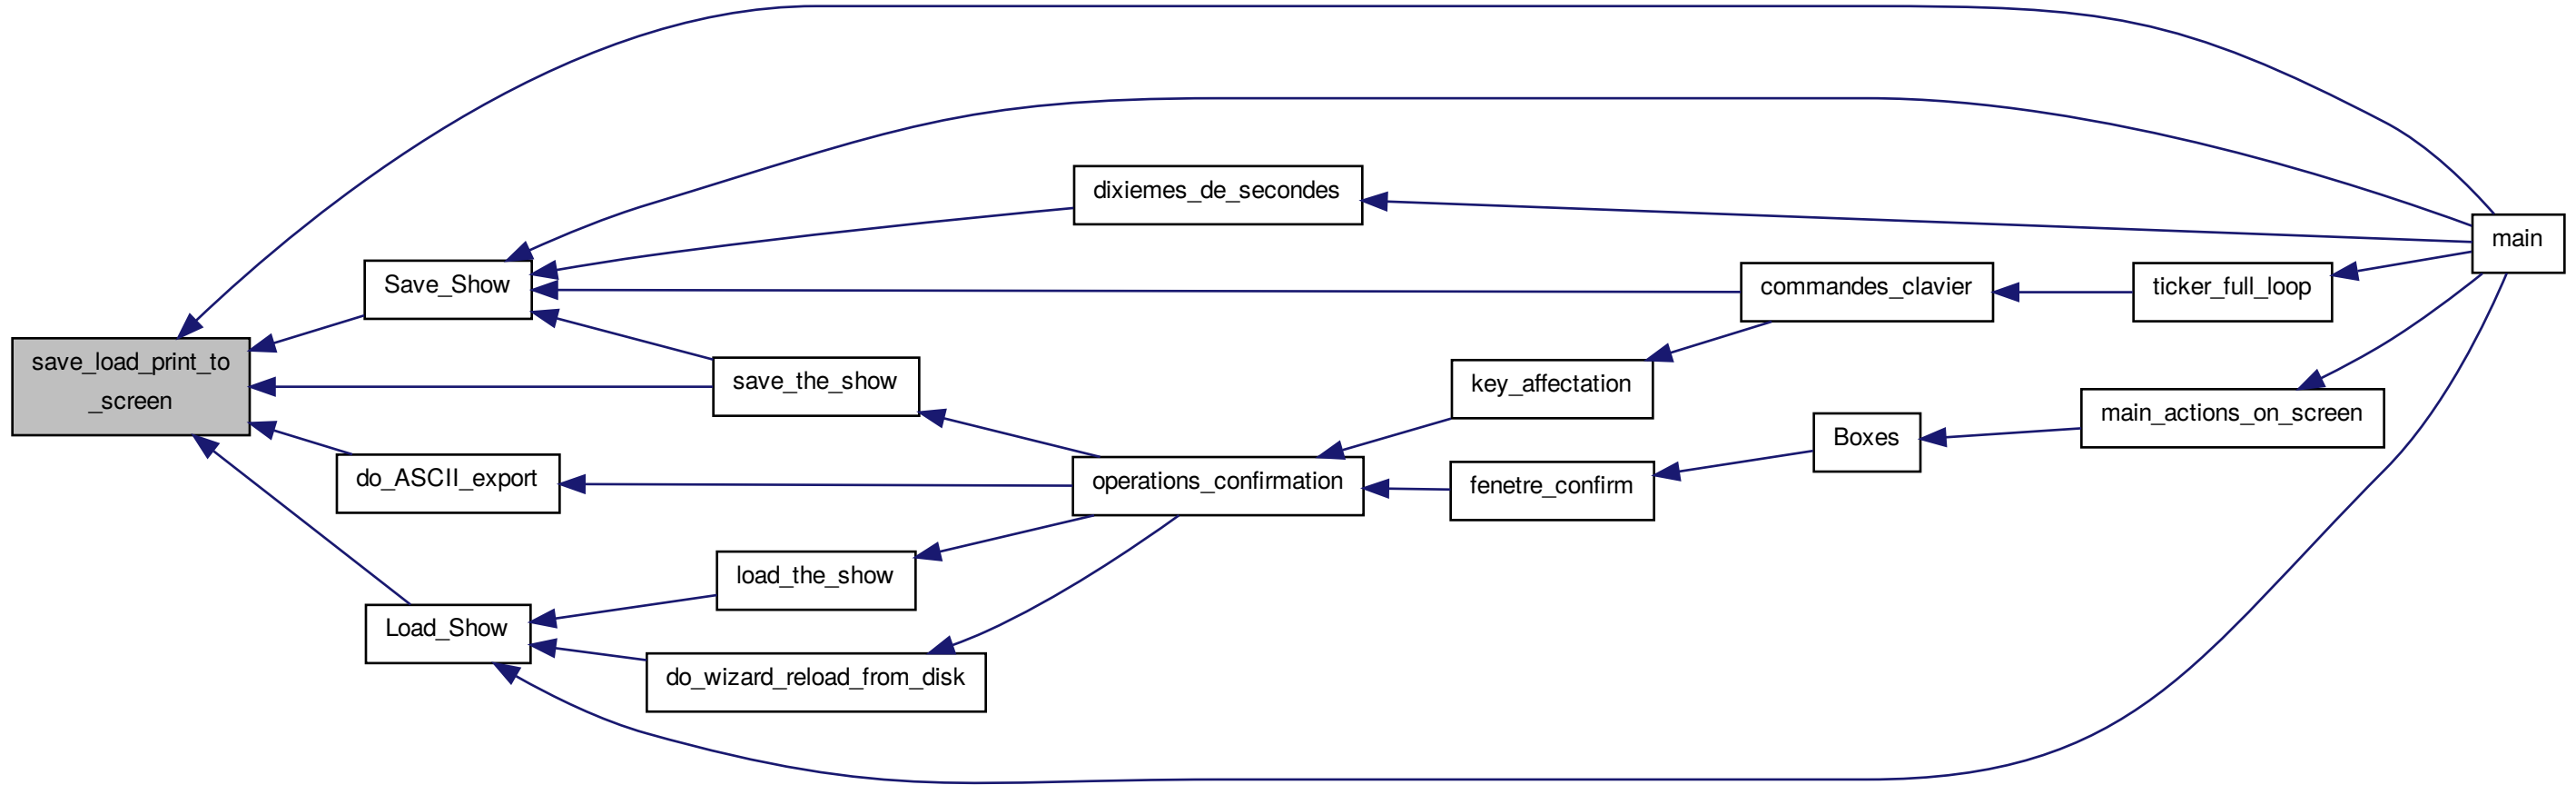 save_load_print_to
_screen
Save_Show
do_ASCII_export
Load_Show
save_the_show
load_the_show
do_wizard_reload_from_disk
dixiemes_de_secondes
operations_confirmation
key_affectation
fenetre_confirm
commandes_clavier
Boxes
ticker_full_loop
main_actions_on_screen
main